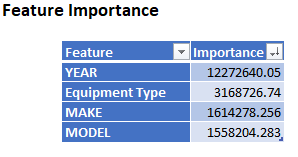 Feature Importance
Feature Importance
YEAR 12272640.05
Equipment Type 3168726.74
MAKE 1614278.256
MODEL 1558204.283